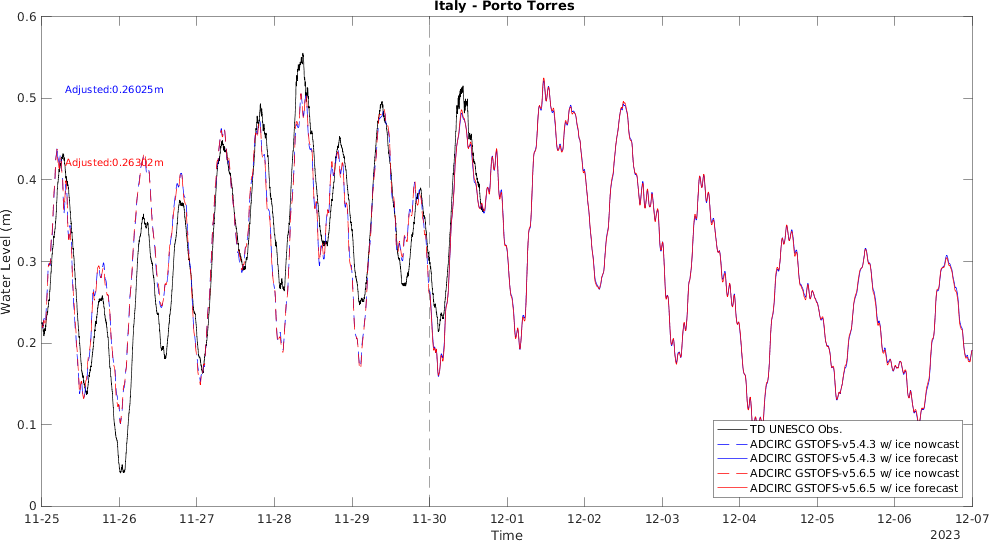 Italy - Porto Torres
0.6
0.5
0.4
0.3
0.2
0.1
0
Water Level (m)
Adjusted:0.26025m
Adjusted:0.26302m
TD UNESCO Obs.
ADCIRC GSTOFS-v5.4.3 w/ ice nowcast
ADCIRC GSTOFS-v5.4.3 w/ ice forecast
ADCIRC GSTOFS-v5.6.5 w/ ice nowcast
ADCIRC GSTOFS-v5.6.5 w/ ice forecast
11-25 11-26 11-27 11-28 11-29 11-30 12-01 12-02 12-03 12-04 12-05 12-06 12-07
Time
2023